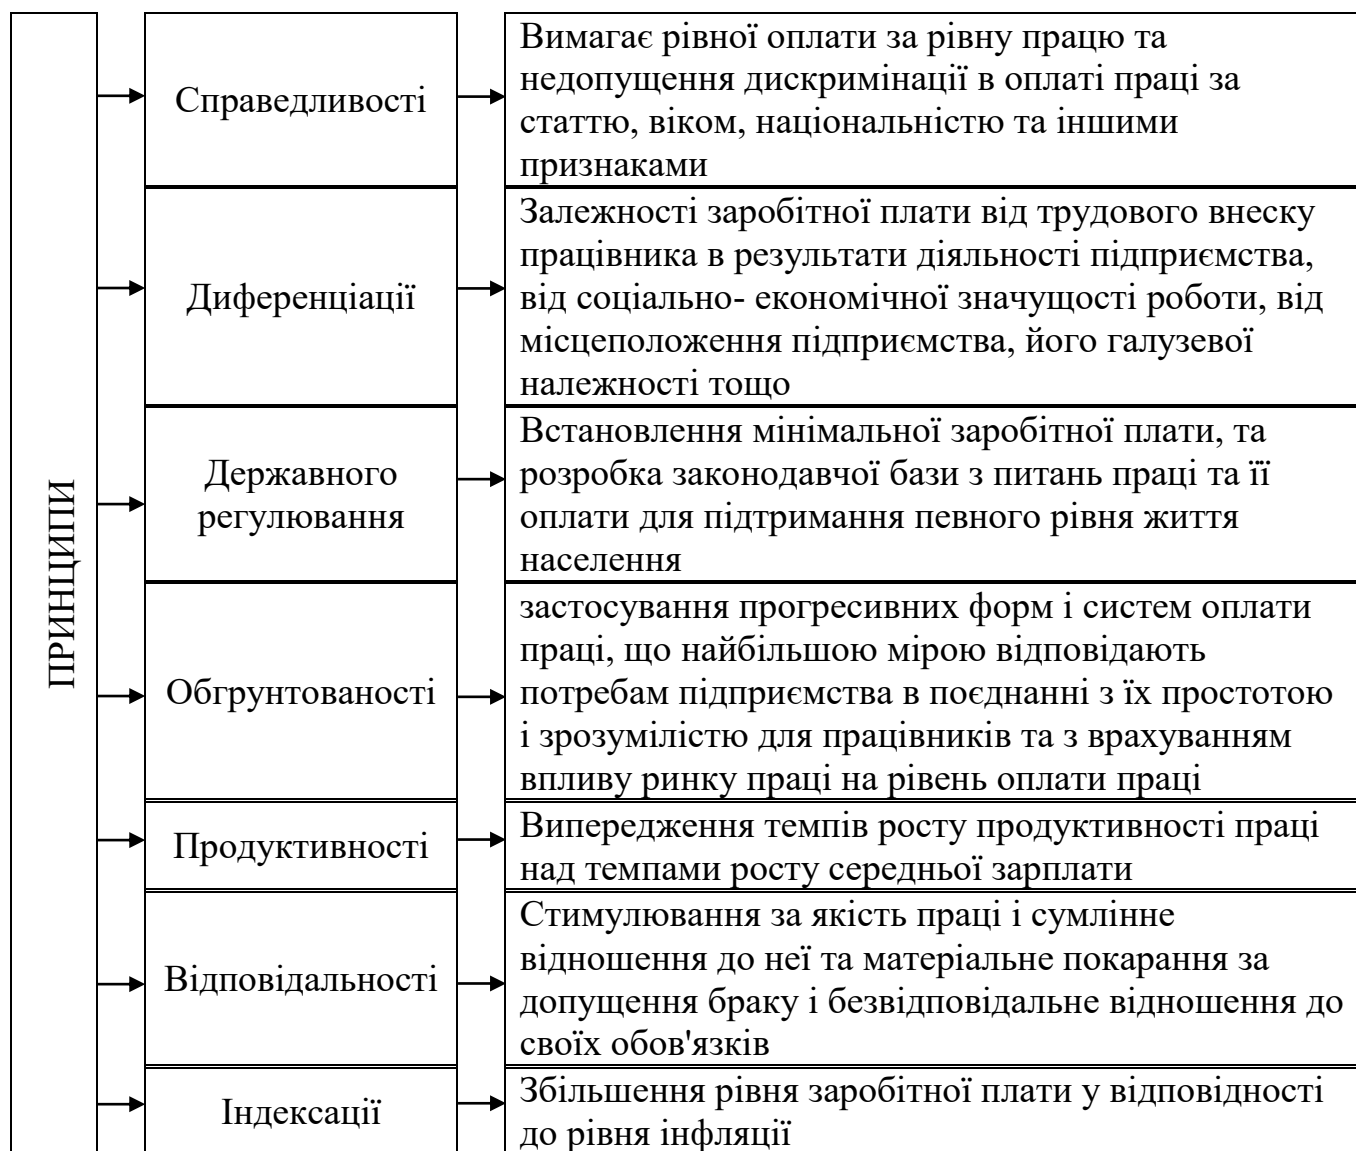 ПРИНЦИПИ
Справедливості
Вимагає рівної оплати за рівну працю та
недопущення дискримінації в оплаті праці за
статтю, віком, національністю та іншими
признаками
Диференціації
Залежності заробітної плати від трудового внеску
працівника в результати діяльності підприємства,
від соціально- економічної значущості роботи, від
місцеположення підприємства, його галузевої
належності тощо
Державного
регулювання
Встановлення мінімальної заробітної плати, та
розробка законодавчої бази з питань праці та її
оплати для підтримання певного рівня життя
населення
Обгрунтованості
застосування прогресивних форм і систем оплати
праці, що найбільшою мірою відповідають
потребам підприємства в поєднанні з їх простотою
і зрозумілістю для працівників та з врахуванням
впливу ринку праці на рівень оплати праці
Продуктивності
Випередження темпів росту продуктивності праці
над темпами росту середньої зарплати
Відповідальності
Стимулювання за якість праці і сумлінне
відношення до неї та матеріальне покарання за
допущення браку і безвідповідальне відношення до
своїх обов'язків
Індексації
Збільшення рівня заробітної плати у відповідності
до рівня інфляції